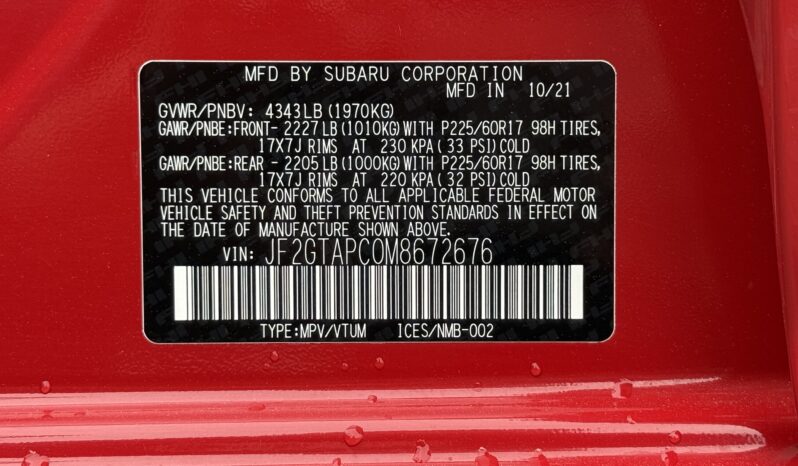 MFD BY SUBARU CORPORATION
MFD IN 10/21
GVWR/PNBV: 4343LB(1970KG)
GAWR/PNBE:FRONT- 2227LB(1010KG)WITH P225/60R17 98H TIRES,
17X7J RIMS AT 230 KPA( 33 PSI)COLD
GAWR/PNBE:REAR - 2205LB(1000KG)WITH P225/60R17 98H TIRES,
17X7J RIMS AT 220 KPA( 32 PSI)COLD
THIS VEHICLE CONFORMS TO ALL APPLICABLE FEDERAL MOTOR
VEHICLE SAFETY AND THEFT PREVENTION STANDARDS IN EFFECT ON
THE DATE OF MANUFACTURE SHOWN ABOVE.
VIN: JF2GTAPC0M8672676
TYPE:MPV/VTUM ICES/NMB-002